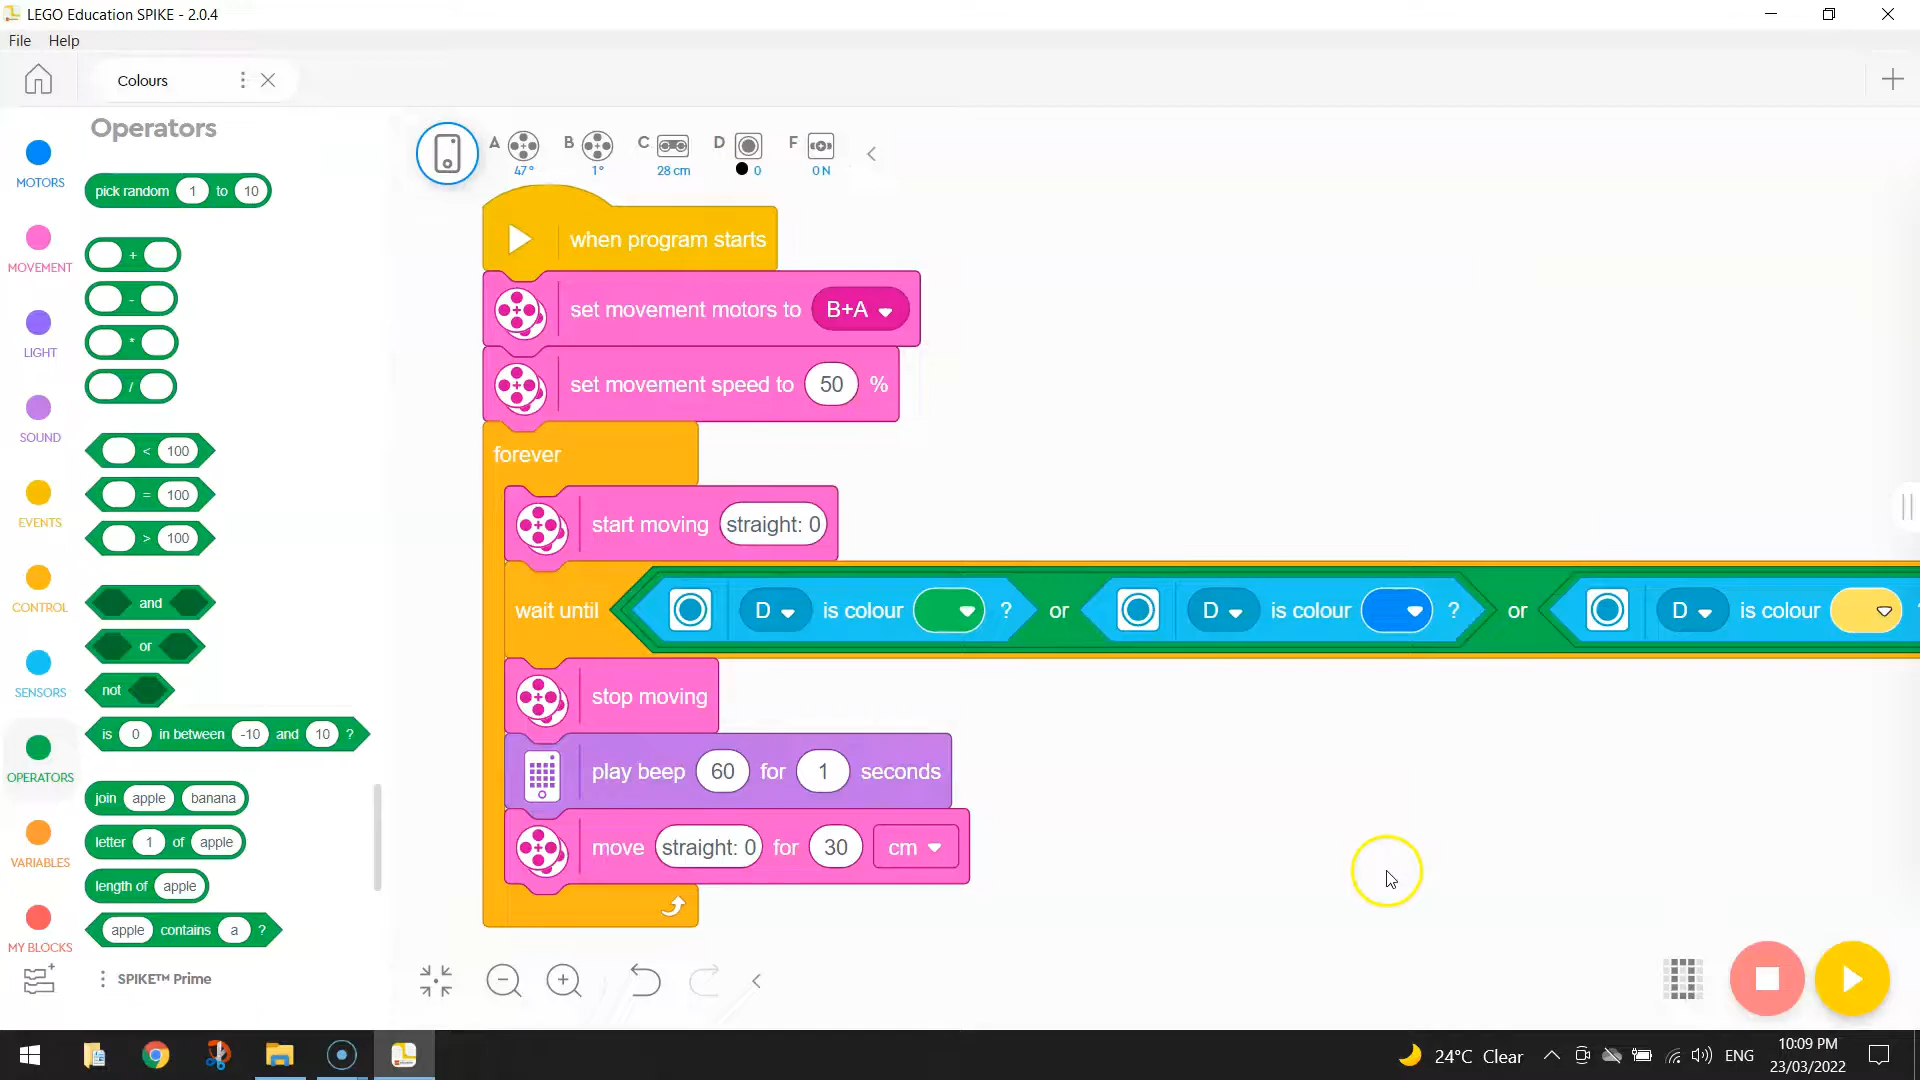 LEGO Education SPIKE - 2.0.4
File Help
Colours
Operators
MOTORS
MOVEMENT
LIGHT
SOUND
EVENTS
CONTROL
SENSORS
OPERATORS
VARIABLES
MY BLOCKS
pick random 1 to 10
+
-
*
/
< 100
= 100
> 100
and
or
not
is 0 in between -10 and 10 ?
join apple banana
letter 1 of apple
length of apple
apple contains a ?
SPIKE™ Prime
A B C D F
47° 1° 28 cm 0 0 N
when program starts
set movement motors to B+A
set movement speed to 50 %
forever
start moving straight: 0
wait until D is colour ? or D is colour ? or D is colour ?
stop moving
play beep 60 for 1 seconds
move straight: 0 for 30 cm
24°C Clear ENG 10:09 PM
23/03/2022